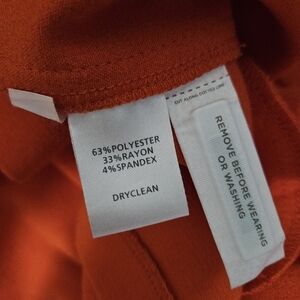 63%POLYESTER
33%RAYON
4%SPANDEX
DRYCLEAN
CUT ALONG DOTTED LINE
REMOVE BEFORE WEARING
OR WASHING